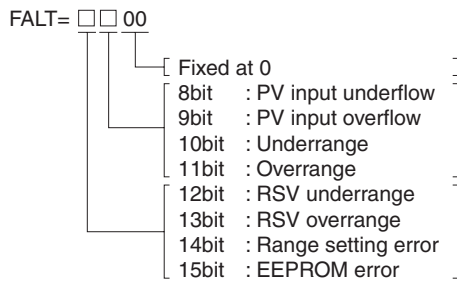 FALT= □ □ 00
Fixed at 0
8bit : PV input underflow
9bit : PV input overflow
10bit : Underrange
11bit : Overrange
12bit : RSV underrange
13bit : RSV overrange
14bit : Range setting error
15bit : EEPROM error